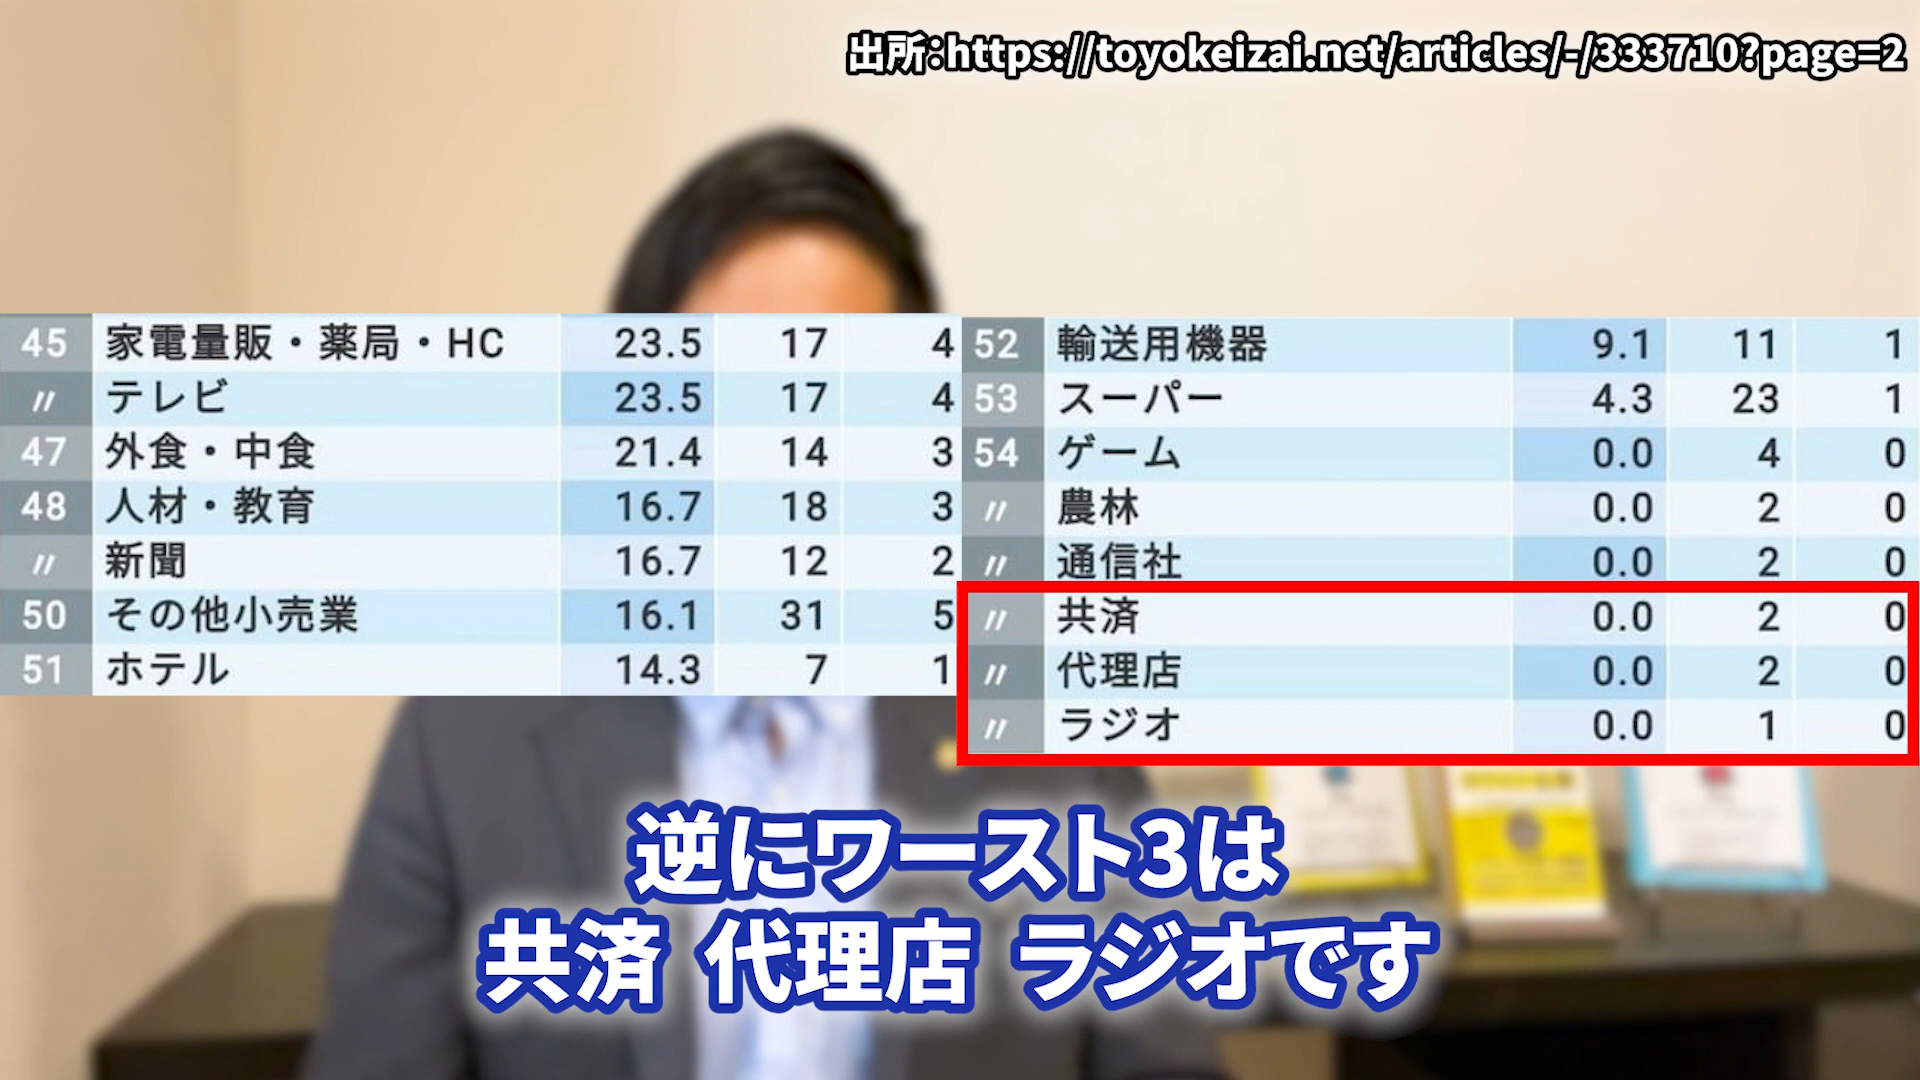 出所:https://toyokeizai.net/articles/-/333710?page=2
45 家電量販・薬局・HC 23.5 17 4
〃 テレビ 23.5 17 4
47 外食・中食 21.4 14 3
48 人材・教育 16.7 18 3
〃 新聞 16.7 12 2
50 その他小売業 16.1 31 5
51 ホテル 14.3 7 1
52 輸送用機器 9.1 11 1
53 スーパー 4.3 23 1
54 ゲーム 0.0 4 0
〃 農林 0.0 2 0
〃 通信社 0.0 2 0
〃 共済 0.0 2 0
〃 代理店 0.0 2 0
〃 ラジオ 0.0 1 0
逆にワースト3は
共済 代理店 ラジオです